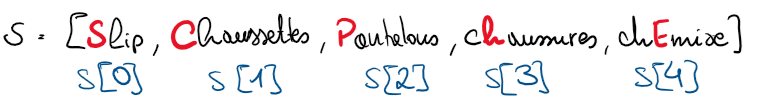 S = [Slip, Chaussettes, Pantalons, chaussures, chEmise]
S[0] S[1] S[2] S[3] S[4]